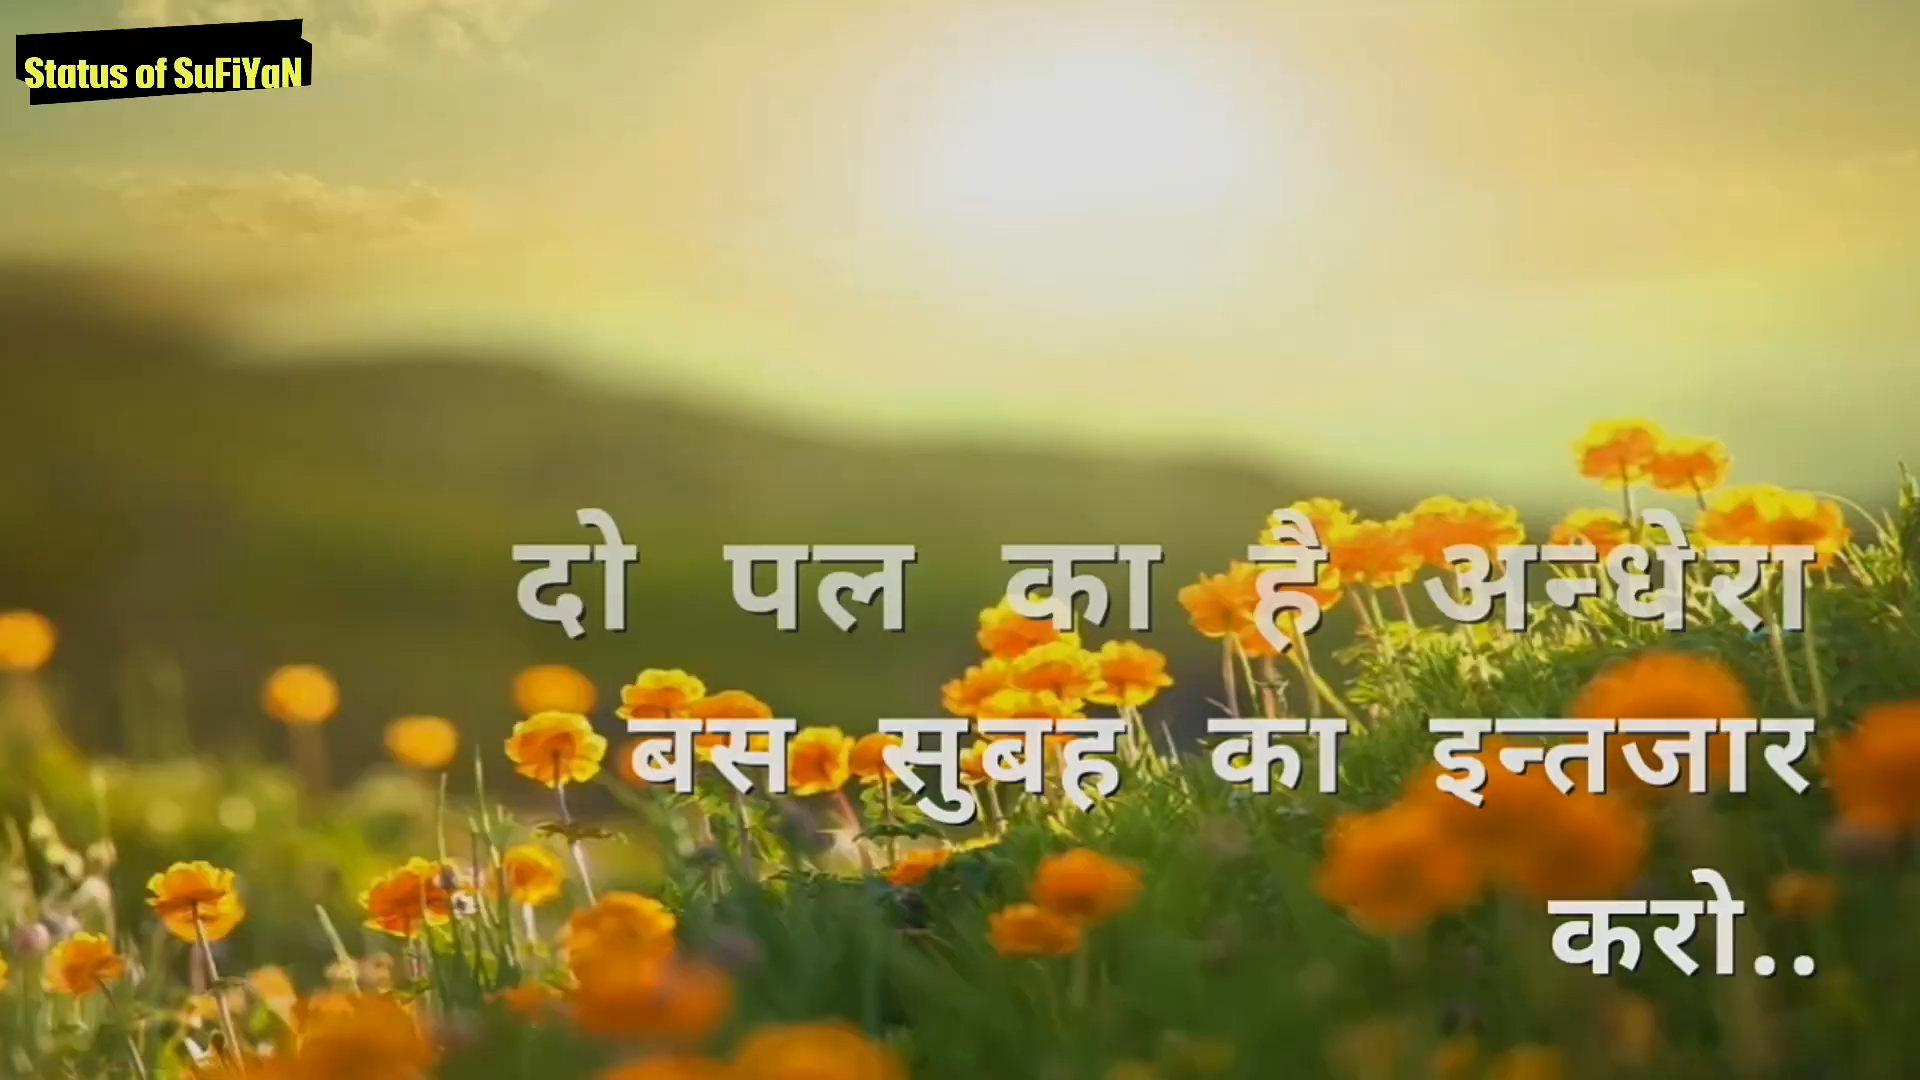 Status of SuFiYaN
दो पल का है अन्धेरा
बस सुबह का इन्तजार
करो..